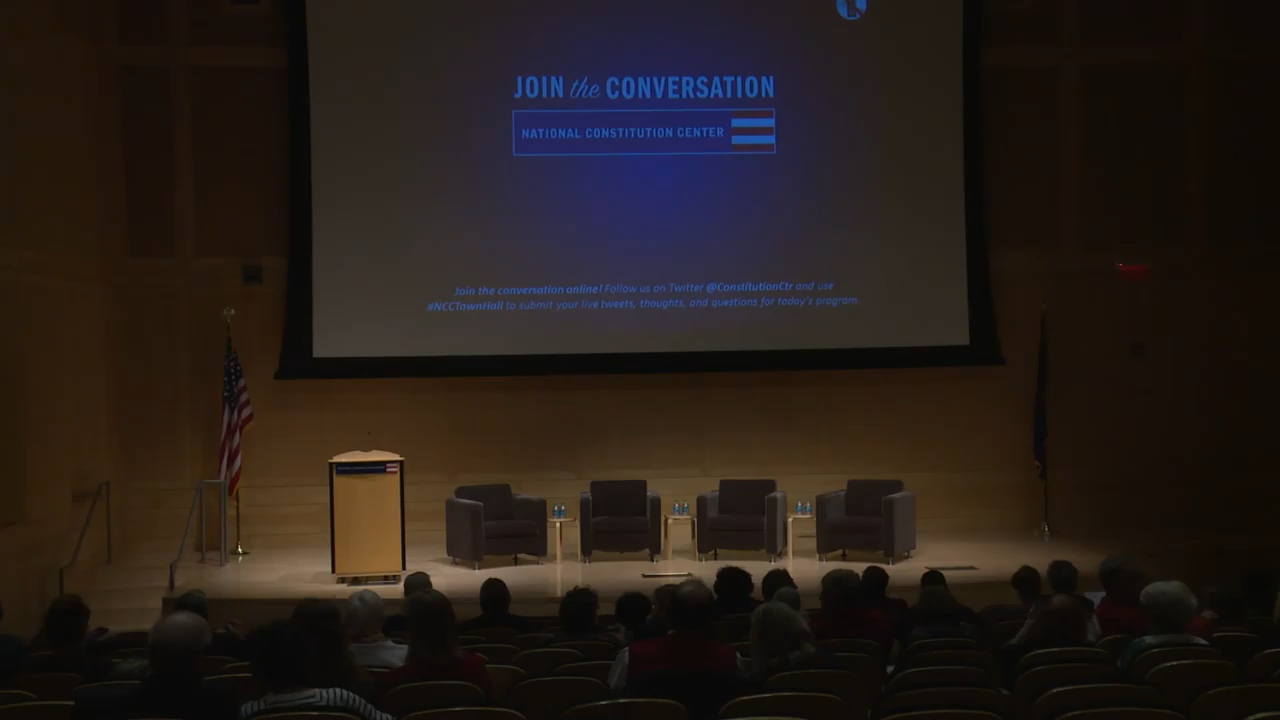 JOIN the CONVERSATION
NATIONAL CONSTITUTION CENTER
Join the conversation online! Follow us on Twitter @ConstitutionCtr and use
#NCCTownHall to submit your live tweets, thoughts, and questions for today's program.